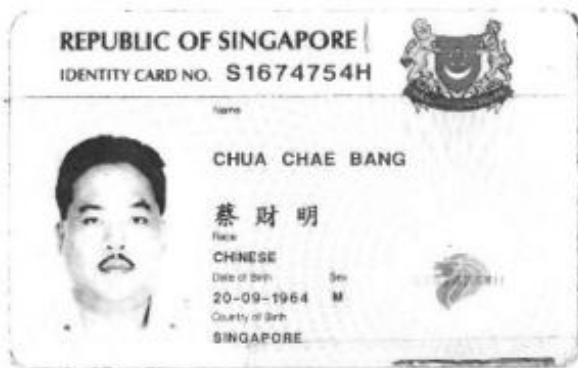 REPUBLIC OF SINGAPORE
IDENTITY CARD NO. S1674754H
Name
CHUA CHAE BANG
蔡財明
Race
CHINESE
Date of Birth Sex
20-09-1964 M
Country of Birth
SINGAPORE